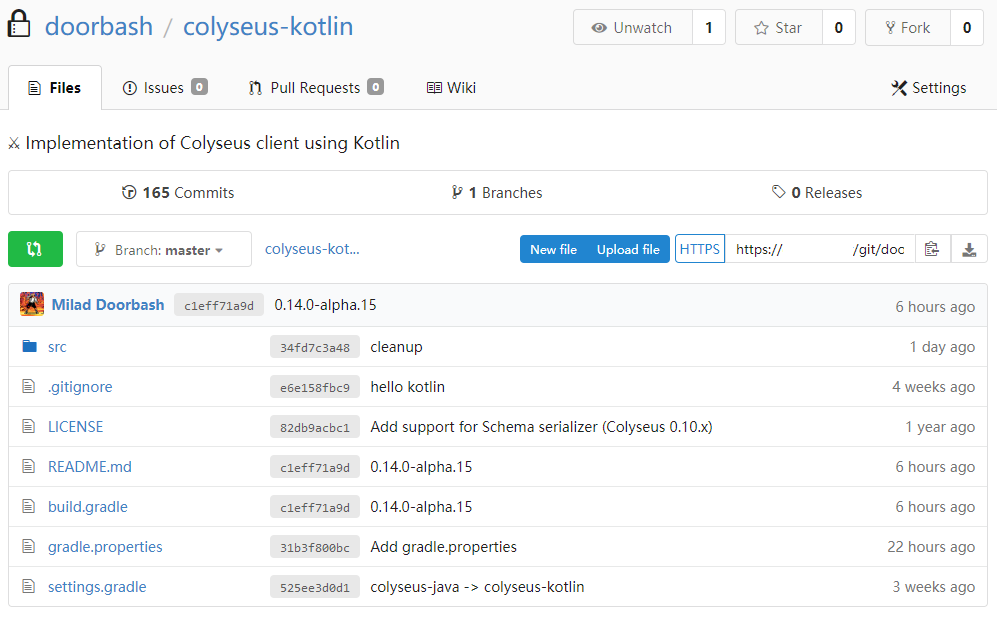 doorbash / colyseus-kotlin
Unwatch 1 Star 0 Fork 0
Files Issues 0 Pull Requests 0 Wiki Settings
Implementation of Colyseus client using Kotlin
165 Commits 1 Branches 0 Releases
Branch: master colyseus-kot... New file Upload file HTTPS https:// /git/doc
Milad Doorbash c1eff71a9d 0.14.0-alpha.15 6 hours ago
src 34fd7c3a48 cleanup 1 day ago
.gitignore e6e158fbc9 hello kotlin 4 weeks ago
LICENSE 82db9acbc1 Add support for Schema serializer (Colyseus 0.10.x) 1 year ago
README.md c1eff71a9d 0.14.0-alpha.15 6 hours ago
build.gradle c1eff71a9d 0.14.0-alpha.15 6 hours ago
gradle.properties 31b3f800bc Add gradle.properties 22 hours ago
settings.gradle 525ee3d0d1 colyseus-java -> colyseus-kotlin 3 weeks ago